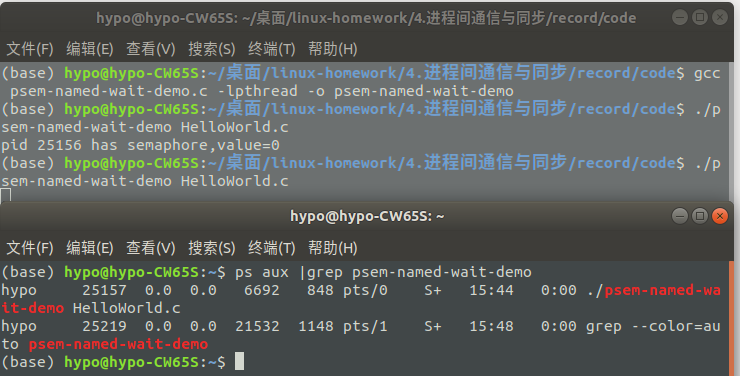 hypo@hypo-CW65S: ~/桌面/linux-homework/4.进程间通信与同步/record/code
文件(F) 编辑(E) 查看(V) 搜索(S) 终端(T) 帮助(H)
(base) hypo@hypo-CW65S:~/桌面/linux-homework/4.进程间通信与同步/record/code$ gcc
psem-named-wait-demo.c -lpthread -o psem-named-wait-demo
(base) hypo@hypo-CW65S:~/桌面/linux-homework/4.进程间通信与同步/record/code$ ./p
sem-named-wait-demo HelloWorld.c
pid 25156 has semaphore,value=0
(base) hypo@hypo-CW65S:~/桌面/linux-homework/4.进程间通信与同步/record/code$ ./p
sem-named-wait-demo HelloWorld.c
hypo@hypo-CW65S: ~
文件(F) 编辑(E) 查看(V) 搜索(S) 终端(T) 帮助(H)
(base) hypo@hypo-CW65S:~$ ps aux |grep psem-named-wait-demo
hypo     25157  0.0  0.0   6692   848 pts/0    S+   15:44   0:00 ./psem-named-wa
it-demo HelloWorld.c
hypo     25219  0.0  0.0  21532  1148 pts/1    S+   15:48   0:00 grep --color=au
to psem-named-wait-demo
(base) hypo@hypo-CW65S:~$